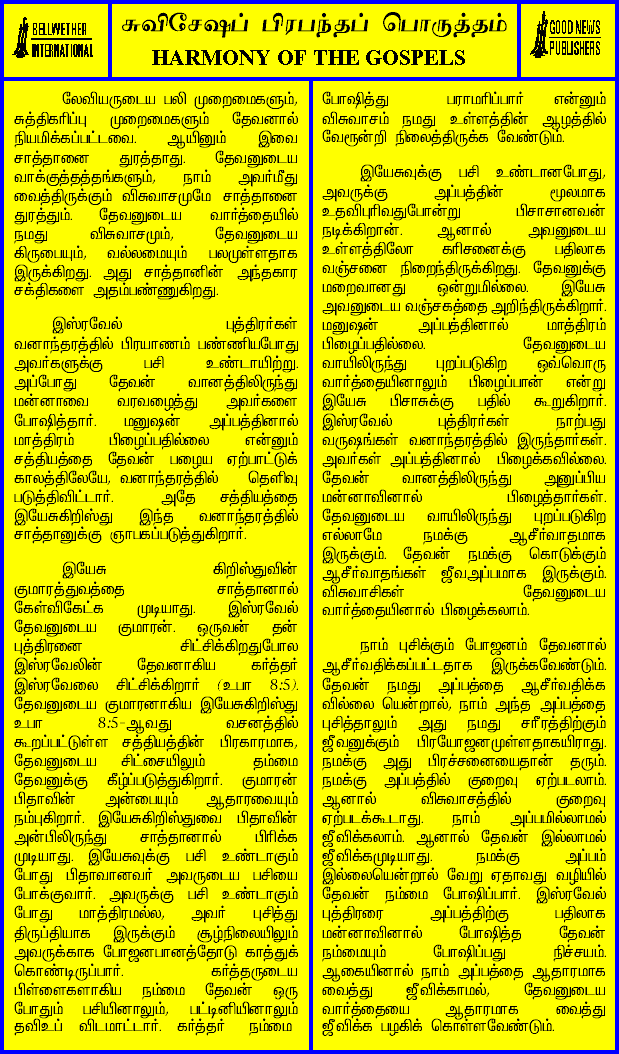 BELLWETHER
INTERNATIONAL
சுவிசேஷப் பிரபந்தப் பொருத்தம்
HARMONY OF THE GOSPELS
GOOD NEWS
PUBLISHERS
லேவியருடைய பலி முறைமைகளும்,
சுத்திகரிப்பு முறைமைகளும் தேவனால்
நியமிக்கப்பட்டவை. ஆயினும் இவை
சாத்தானை துரத்தாது. தேவனுடைய
வாக்குத்தத்தங்களும், நாம் அவர்மீது
வைத்திருக்கும் விசுவாசமுமே சாத்தானை
துரத்தும். தேவனுடைய வார்த்தையில்
நமது விசுவாசமும், தேவனுடைய
கிருபையும், வல்லமையும் பலமுள்ளதாக
இருக்கிறது. அது சாத்தானின் அந்தகார
சக்திகளை அதம்பண்ணுகிறது.
இஸ்ரவேல் புத்திரர்கள்
வனாந்தரத்தில் பிரயாணம் பண்ணியபோது
அவர்களுக்கு பசி உண்டாயிற்று.
அப்போது தேவன் வானத்திலிருந்து
மன்னாவை வரவழைத்து அவர்களை
போஷித்தார். மனுஷன் அப்பத்தினால்
மாத்திரம் பிழைப்பதில்லை என்னும்
சத்தியத்தை தேவன் பழைய ஏற்பாட்டுக்
காலத்திலேயே, வனாந்தரத்தில் தெளிவு
படுத்திவிட்டார். அதே சத்தியத்தை
இயேசுகிறிஸ்து இந்த வனாந்தரத்தில்
சாத்தானுக்கு ஞாபகப்படுத்துகிறார்.
இயேசு கிறிஸ்துவின்
குமாரத்துவத்தை சாத்தானால்
கேள்விகேட்க முடியாது. இஸ்ரவேல்
தேவனுடைய குமாரன். ஒருவன் தன்
புத்திரனை சிட்சிக்கிறதுபோல
இஸ்ரவேலின் தேவனாகிய கர்த்தர்
இஸ்ரவேலை சிட்சிக்கிறார் (உபா 8:5).
தேவனுடைய குமாரனாகிய இயேசுகிறிஸ்து
உபா 8:5-ஆவது வசனத்தில்
கூறப்பட்டுள்ள சத்தியத்தின் பிரகாரமாக,
தேவனுடைய சிட்சையிலும் தம்மை
தேவனுக்கு கீழ்ப்படுத்துகிறார். குமாரன்
பிதாவின் அன்பையும் ஆதாரவையும்
நம்புகிறார். இயேசுகிறிஸ்துவை பிதாவின்
அன்பிலிருந்து சாத்தானால் பிரிக்க
முடியாது. இயேசுவுக்கு பசி உண்டாகும்
போது பிதாவானவர் அவருடைய பசியை
போக்குவார். அவருக்கு பசி உண்டாகும்
போது மாத்திரமல்ல, அவர் புசித்து
திருப்தியாக இருக்கும் சூழ்நிலையிலும்
அவருக்காக போஜனபானத்தோடு காத்துக்
கொண்டிருப்பார். கர்த்தருடைய
பிள்ளைகளாகிய நம்மை தேவன் ஒரு
போதும் பசியினாலும், பட்டினியினாலும்
தவிஉப் விடமாட்டார். கர்த்தர் நம்மை
போஷித்து பராமரிப்பார் என்னும்
விசுவாசம் நமது உள்ளத்தின் ஆழத்தில்
வேரூன்றி நிலைத்திருக்க வேண்டும்.
இயேசுவுக்கு பசி உண்டானபோது,
அவருக்கு அப்பத்தின் மூலமாக
உதவிபுரிவதுபோன்று பிசாசானவன்
நடிக்கிறான். ஆனால் அவனுடைய
உள்ளத்திலோ கரிசனைக்கு பதிலாக
வஞ்சனை நிறைந்திருக்கிறது. தேவனுக்கு
மறைவானது ஒன்றுமில்லை. இயேசு
அவனுடைய வஞ்சகத்தை அறிந்திருக்கிறார்.
மனுஷன் அப்பத்தினால் மாத்திரம்
பிழைப்பதில்லை. தேவனுடைய
வாயிலிருந்து புறப்படுகிற ஒவ்வொரு
வார்த்தையினாலும் பிழைப்பான் என்று
இயேசு பிசாசுக்கு பதில் கூறுகிறார்.
இஸ்ரவேல் புத்திரர்கள் நாற்பது
வருஷங்கள் வனாந்தரத்தில் இருந்தார்கள்.
அவர்கள் அப்பத்தினால் பிழைக்கவில்லை.
தேவன் வானத்திலிருந்து அனுப்பிய
மன்னாவினால் பிழைத்தார்கள்.
தேவனுடைய வாயிலிருந்து புறப்படுகிற
எல்லாமே நமக்கு ஆசீர்வாதமாக
இருக்கும். தேவன் நமக்கு கொடுக்கும்
ஆசீர்வாதங்கள் ஜீவஅப்பமாக இருக்கும்.
விசுவாசிகள் தேவனுடைய
வார்த்தையினால் பிழைக்கலாம்.
நாம் புசிக்கும் போஜனம் தேவனால்
ஆசீர்வதிக்கப்பட்டதாக இருக்கவேண்டும்.
தேவன் நமது அப்பத்தை ஆசீர்வதிக்க
வில்லை யென்றால், நாம் அந்த அப்பத்தை
புசித்தாலும் அது நமது சரீரத்திற்கும்
ஜீவனுக்கும் பிரயோஜனமுள்ளதாகயிராது.
நமக்கு அது பிரச்சனையைதான் தரும்.
நமக்கு அப்பத்தில் குறைவு ஏற்படலாம்.
ஆனால் விசுவாசத்தில் குறைவு
ஏற்படக்கூடாது. நாம் அப்பமில்லாமல்
ஜீவிக்கலாம். ஆனால் தேவன் இல்லாமல்
ஜீவிக்கமுடியாது. நமக்கு அப்பம்
இல்லையென்றால் வேறு ஏதாவது வழியில்
தேவன் நம்மை போஷிப்பார். இஸ்ரவேல்
புத்திரரை அப்பத்திற்கு பதிலாக
மன்னாவினால் போஷித்த தேவன்
நம்மையும் போஷிப்பது நிச்சயம்.
ஆகையினால் நாம் அப்பத்தை ஆதாரமாக
வைத்து ஜீவிக்காமல், தேவனுடைய
வார்த்தையை ஆதாரமாக வைத்து
ஜீவிக்க பழகிக் கொள்ளவேண்டும்.